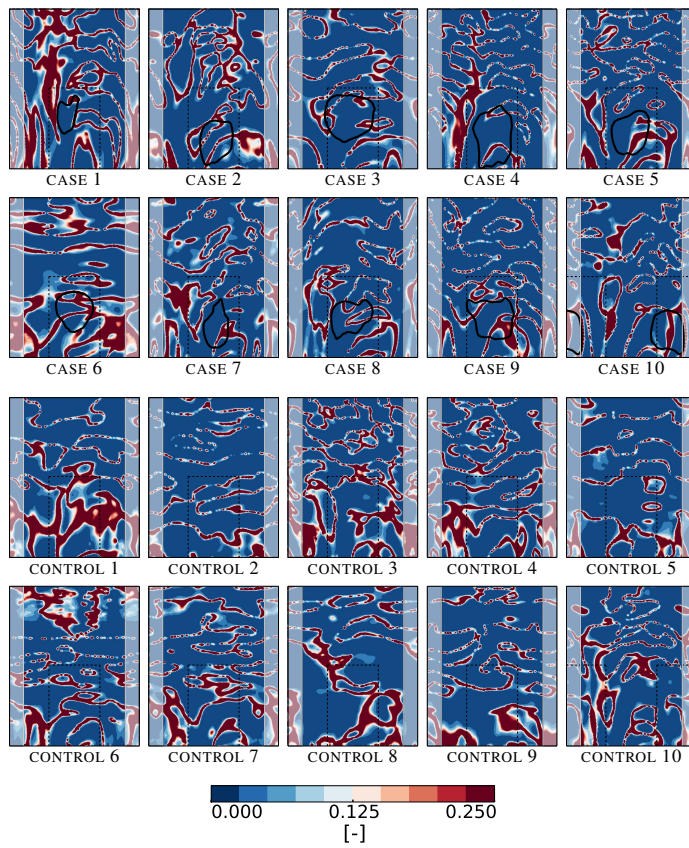 CASE 1 CASE 2 CASE 3 CASE 4 CASE 5
CASE 6 CASE 7 CASE 8 CASE 9 CASE 10
CONTROL 1 CONTROL 2 CONTROL 3 CONTROL 4 CONTROL 5
CONTROL 6 CONTROL 7 CONTROL 8 CONTROL 9 CONTROL 10
0.000 0.125 0.250
[-]